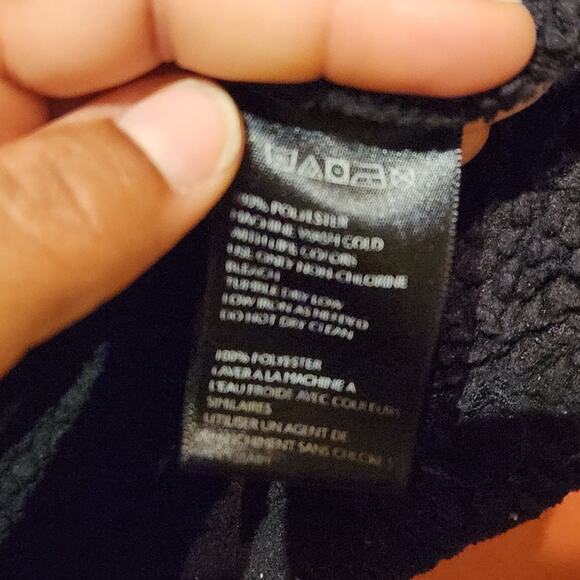 % POLYESTER
MACHINE WASH COLD
WITH LIKE COLORS
USE ONLY NON CHLORINE
BLEACH
TUMBLE DRY LOW
LOW IRON AS NEEDED
DO NOT DRY CLEAN
100% POLYESTER
LAVER A LA MACHINE A
L'EAU FROIDE AVEC COULEURS
SIMILAIRES
UTILISER UN AGENT DE
SANS